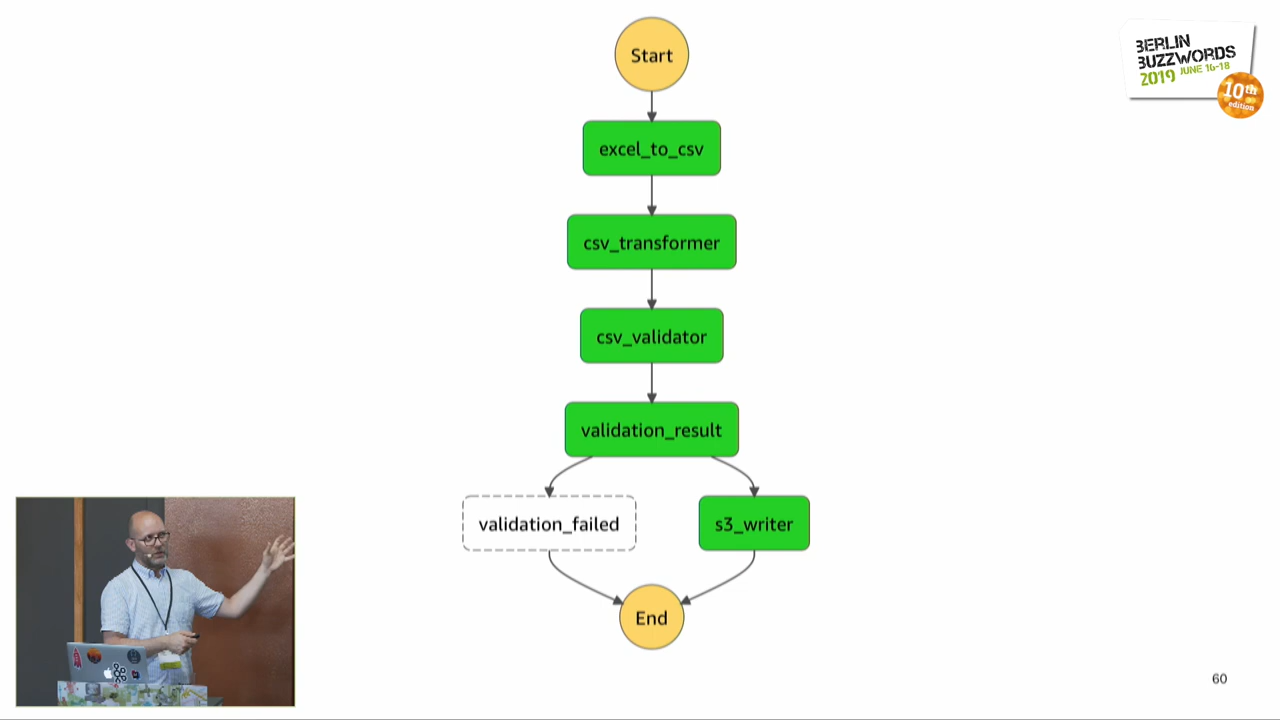 Start
BERLIN
BUZZWORDS
2019 JUNE 16-18
10th
edition
excel_to_csv
csv_transformer
csv_validator
validation_result
validation_failed
s3_writer
End
60